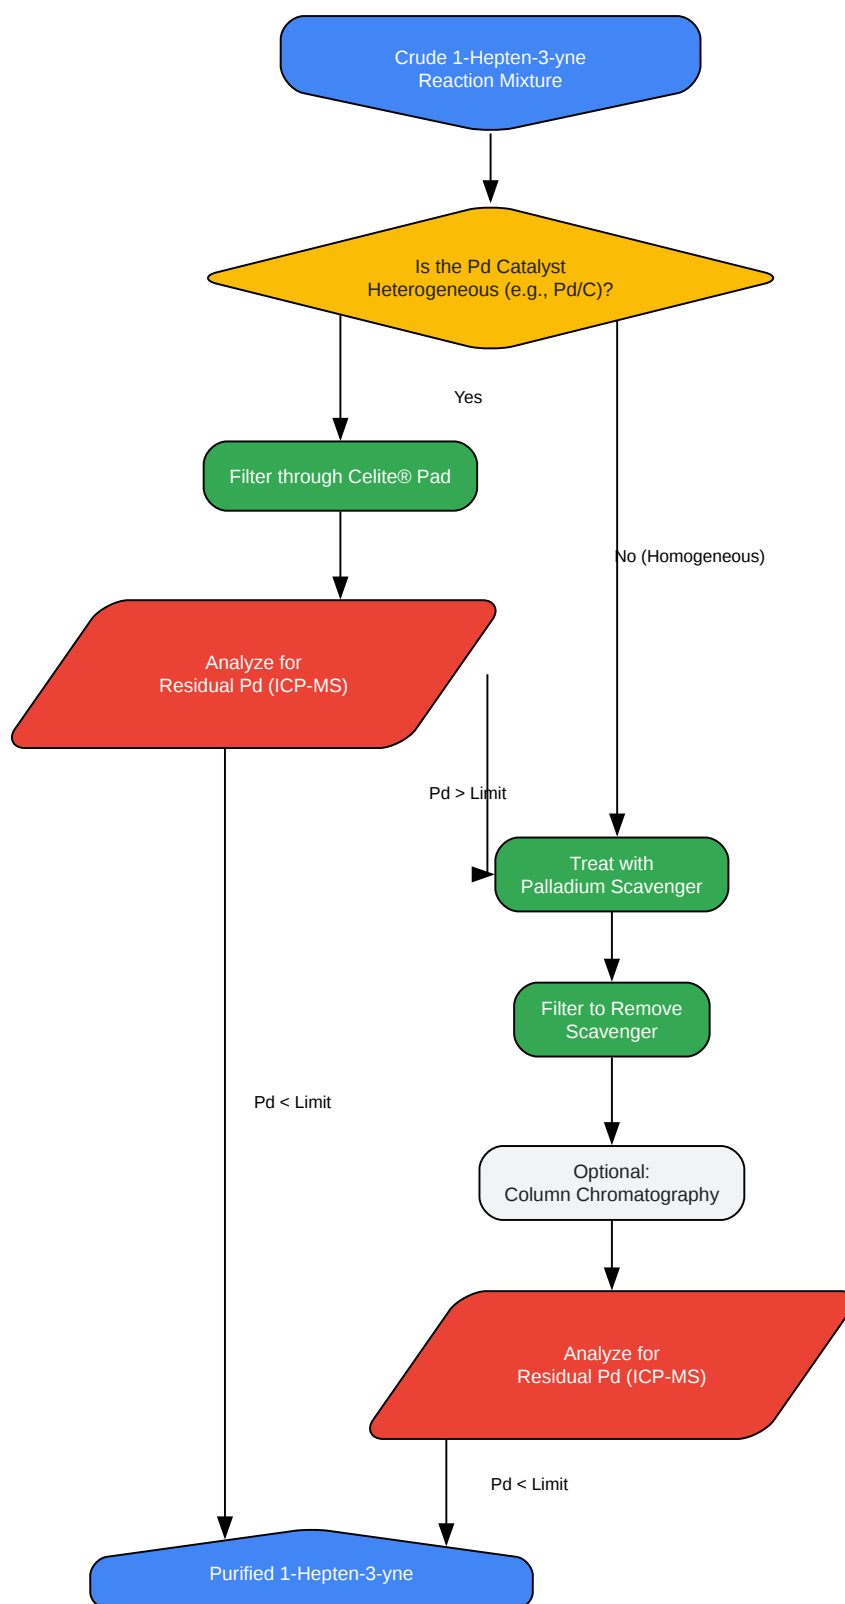 Crude 1-Hepten-3-yne
Reaction Mixture
Is the Pd Catalyst
Heterogeneous (e.g., Pd/C)?
Yes
Filter through Celite® Pad
No (Homogeneous)
Analyze for
Residual Pd (ICP-MS)
Pd > Limit
Treat with
Palladium Scavenger
Filter to Remove
Scavenger
Pd < Limit
Optional:
Column Chromatography
Analyze for
Residual Pd (ICP-MS)
Pd < Limit
Purified 1-Hepten-3-yne